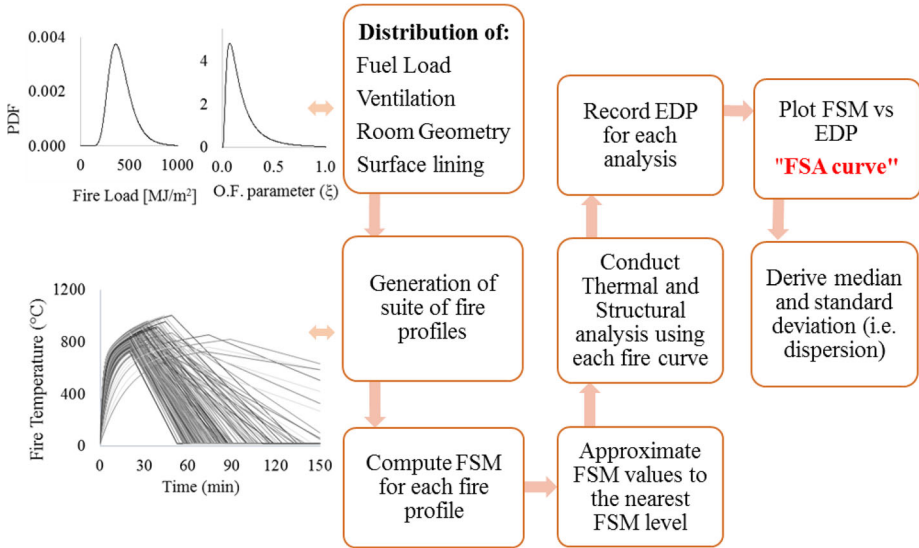 0.004
0.002
0.000
PDF
0
500
1000
Fire Load [MJ/m²]
4
2
0
0.0
0.5
1.0
O.F. parameter (ξ)
Distribution of:
Fuel Load
Ventilation
Room Geometry
Surface lining
Generation of
suite of fire
profiles
1200
800
400
0
Fire Temperature (°C)
0
30
60
90
120
150
Time (min)
Compute FSM
for each fire
profile
Approximate
FSM values to
the nearest
FSM level
Conduct
Thermal and
Structural
analysis using
each fire curve
Record EDP
for each
analysis
Plot FSM vs
EDP
"FSA curve"
Derive median
and standard
deviation (i.e.
dispersion)